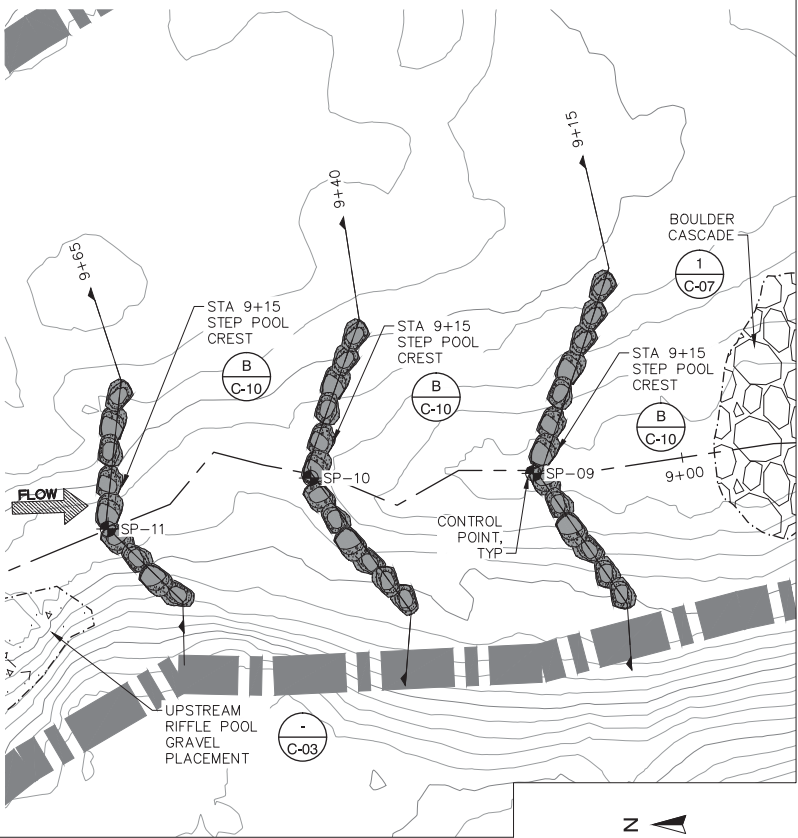 9+15
9+40
BOULDER
CASCADE
1
C-07
9+65
STA 9+15
STEP POOL
CREST
B
C-10
STA 9+15
STEP POOL
CREST
B
C-10
STA 9+15
STEP POOL
CREST
B
C-10
SP-09
9+00
SP-10
FLOW
SP-11
CONTROL
POINT,
TYP
UPSTREAM
RIFFLE POOL
GRAVEL
PLACEMENT
-
C-03
N